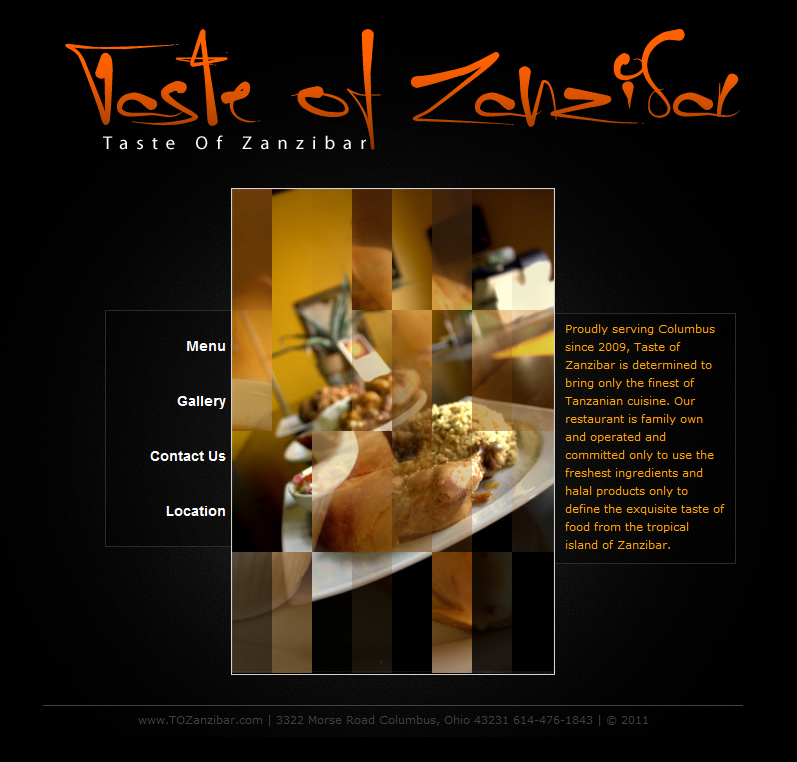 Taste of Zanzibar
Taste Of Zanzibar
Menu
Gallery
Contact Us
Location
Proudly serving Columbus
since 2009, Taste of
Zanzibar is determined to
bring only the finest of
Tanzanian cuisine. Our
restaurant is family own
and operated and
committed only to use the
freshest ingredients and
halal products only to
define the exquisite taste of
food from the tropical
island of Zanzibar.
www.TOZanzibar.com | 3322 Morse Road Columbus, Ohio 43231 614-476-1843 | © 2011